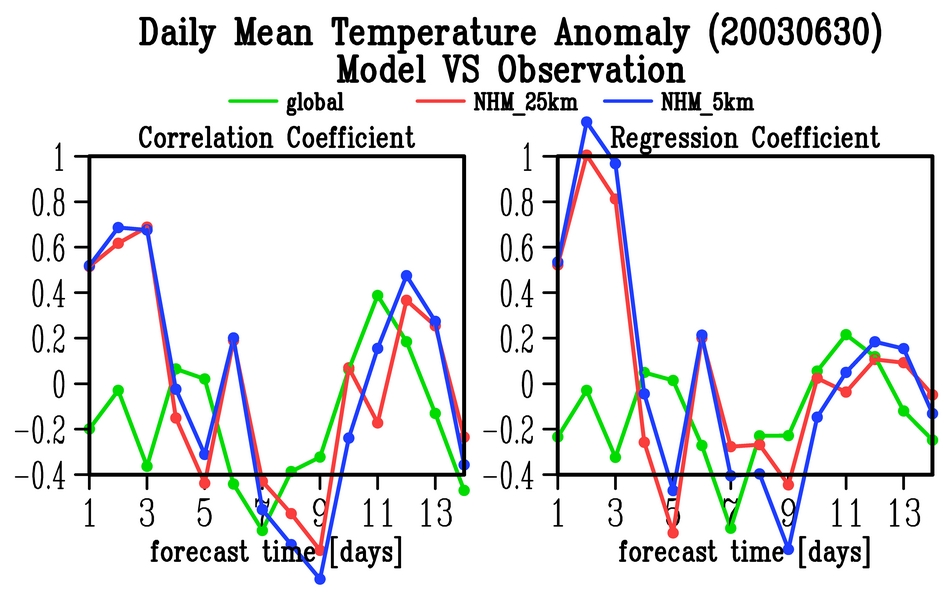 Daily Mean Temperature Anomaly (20030630)
Model VS Observation
global NHM_25km NHM_5km
Correlation Coefficient
1
0.8
0.6
0.4
0.2
0
−0.2
−0.4
1 3 5 7 9 11 13
forecast time [days]
Regression Coefficient
1
0.8
0.6
0.4
0.2
0
−0.2
−0.4
1 3 5 7 9 11 13
forecast time [days]